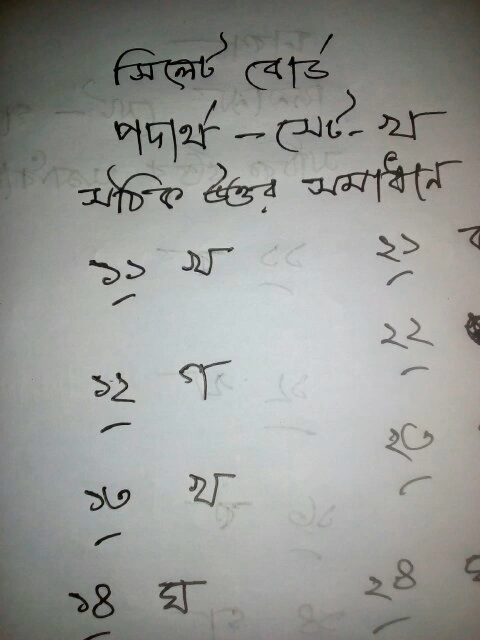 সিলেট বোর্ড
পদার্থ - সেট - খ
সঠিক উত্তর সমাধানে
১১ খ ২১
১২ গ ২২
১৩ খ ২৩
১৪ ঘ ২৪